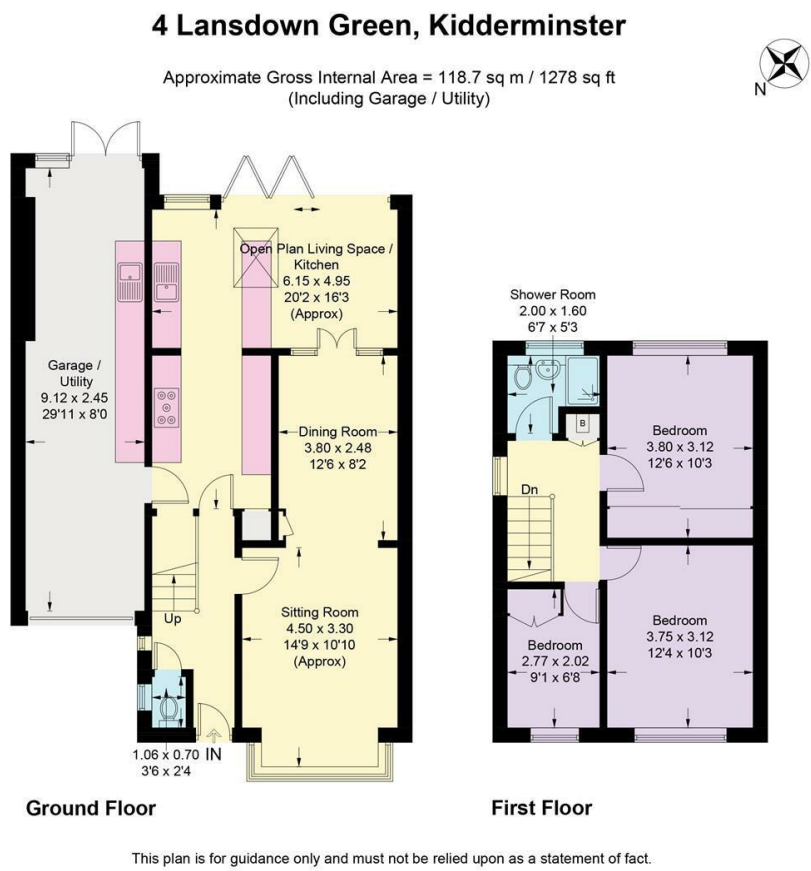 4 Lansdown Green, Kidderminster
Approximate Gross Internal Area = 118.7 sq m / 1278 sq ft
(Including Garage / Utility)
N
Open Plan Living Space /
Kitchen
6.15 x 4.95
20'2 x 16'3
(Approx)
Garage /
Utility
9.12 x 2.45
29'11 x 8'0
Dining Room
3.80 x 2.48
12'6 x 8'2
Up
Sitting Room
4.50 x 3.30
14'9 x 10'10
(Approx)
1.06 x 0.70
3'6 x 2'4
IN
Ground Floor
Shower Room
2.00 x 1.60
6'7 x 5'3
B
Bedroom
3.80 x 3.12
12'6 x 10'3
Dn
Bedroom
2.77 x 2.02
9'1 x 6'8
Bedroom
3.75 x 3.12
12'4 x 10'3
First Floor
This plan is for guidance only and must not be relied upon as a statement of fact.